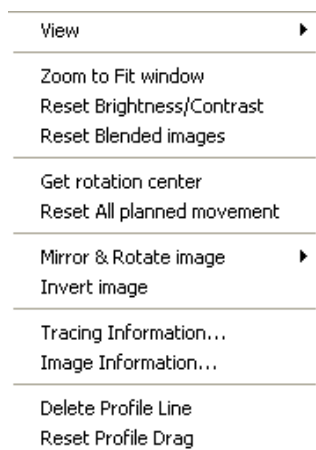 View
Zoom to Fit window
Reset Brightness/Contrast
Reset Blended images
Get rotation center
Reset All planned movement
Mirror & Rotate image
Invert image
Tracing Information...
Image Information...
Delete Profile Line
Reset Profile Drag